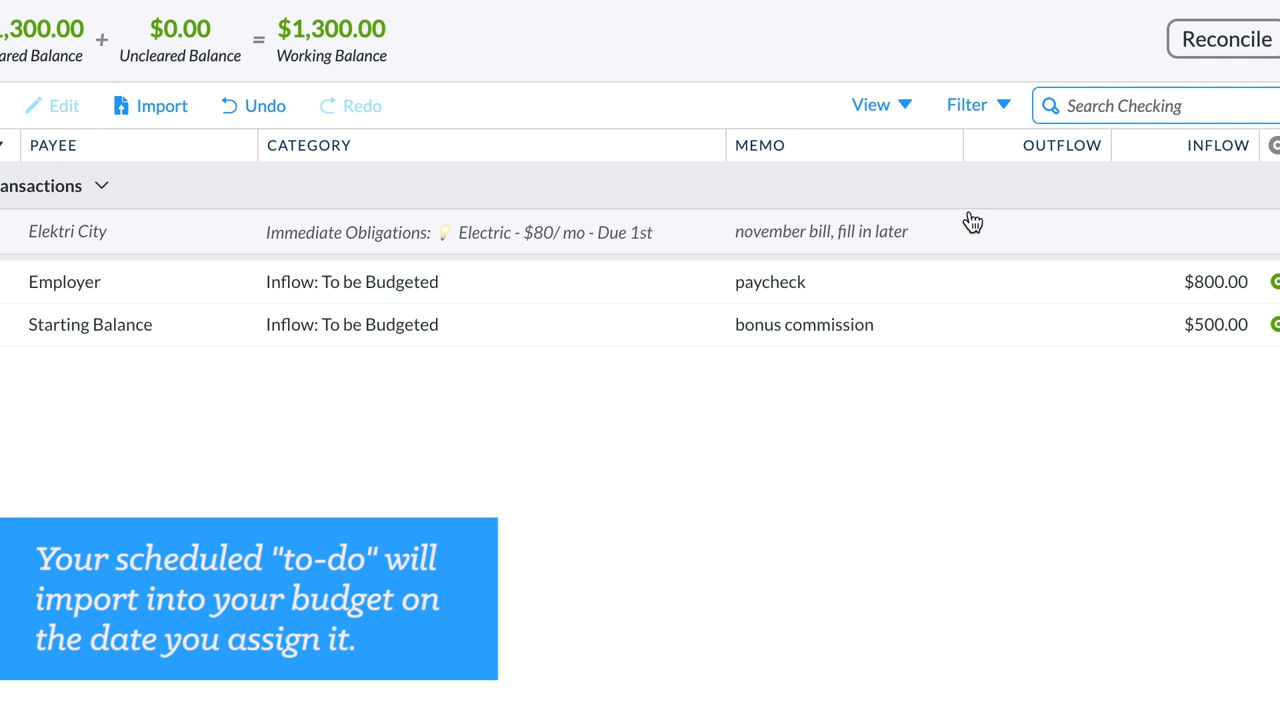 ,300.00 + $0.00 = $1,300.00
ared Balance Uncleared Balance Working Balance
Reconcile
Edit Import Undo Redo View Filter Search Checking
PAYEE CATEGORY MEMO OUTFLOW INFLOW
ansactions
Elektri City Immediate Obligations: 💡 Electric - $80/ mo - Due 1st november bill, fill in later
Employer Inflow: To be Budgeted paycheck $800.00
Starting Balance Inflow: To be Budgeted bonus commission $500.00
Your scheduled "to-do" will
import into your budget on
the date you assign it.